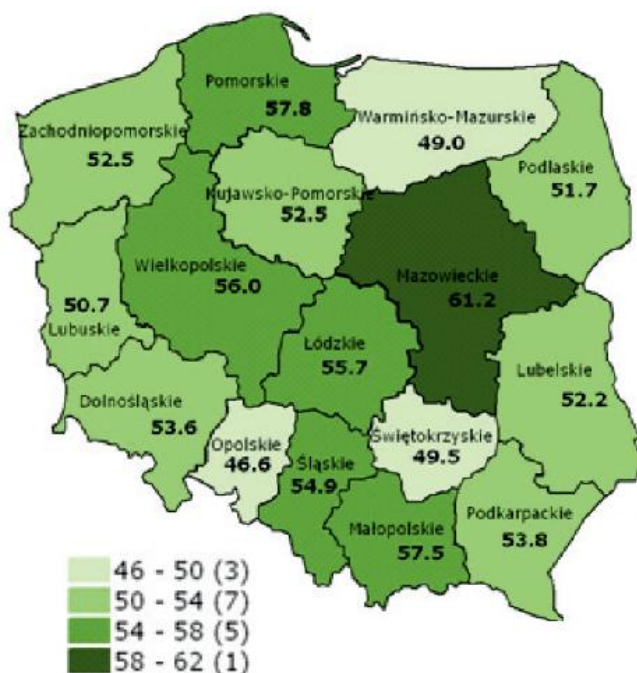 Pomorskie
57.8
Warmińsko-Mazurskie
49.0
Zachodniopomorskie
52.5
Podlaskie
51.7
Kujawsko-Pomorskie
52.5
Wielkopolskie
56.0
Mazowieckie
61.2
50.7
Lubuskie
Łódzkie
55.7
Lubelskie
52.2
Dolnośląskie
53.6
Opolskie
46.6
Świętokrzyskie
49.5
Śląskie
54.9
Podkarpackie
53.8
Małopolskie
57.5
46 - 50 (3)
50 - 54 (7)
54 - 58 (5)
58 - 62 (1)